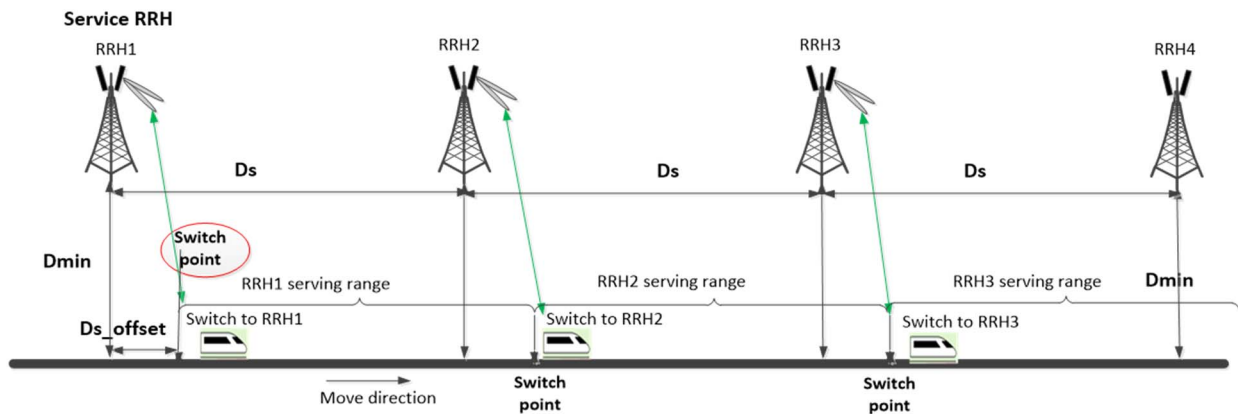 Service RRH
RRH1
RRH2
RRH3
RRH4
Ds
Ds
Ds
Switch
point
Dmin
RRH1 serving range
RRH2 serving range
RRH3 serving range
Dmin
Ds_offset
Switch to RRH1
Switch to RRH2
Switch to RRH3
Move direction
Switch
point
Switch
point